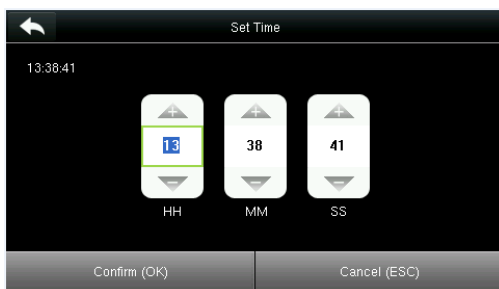 Set Time
13:38:41
13 38 41
HH MM SS
Confirm (OK) Cancel (ESC)